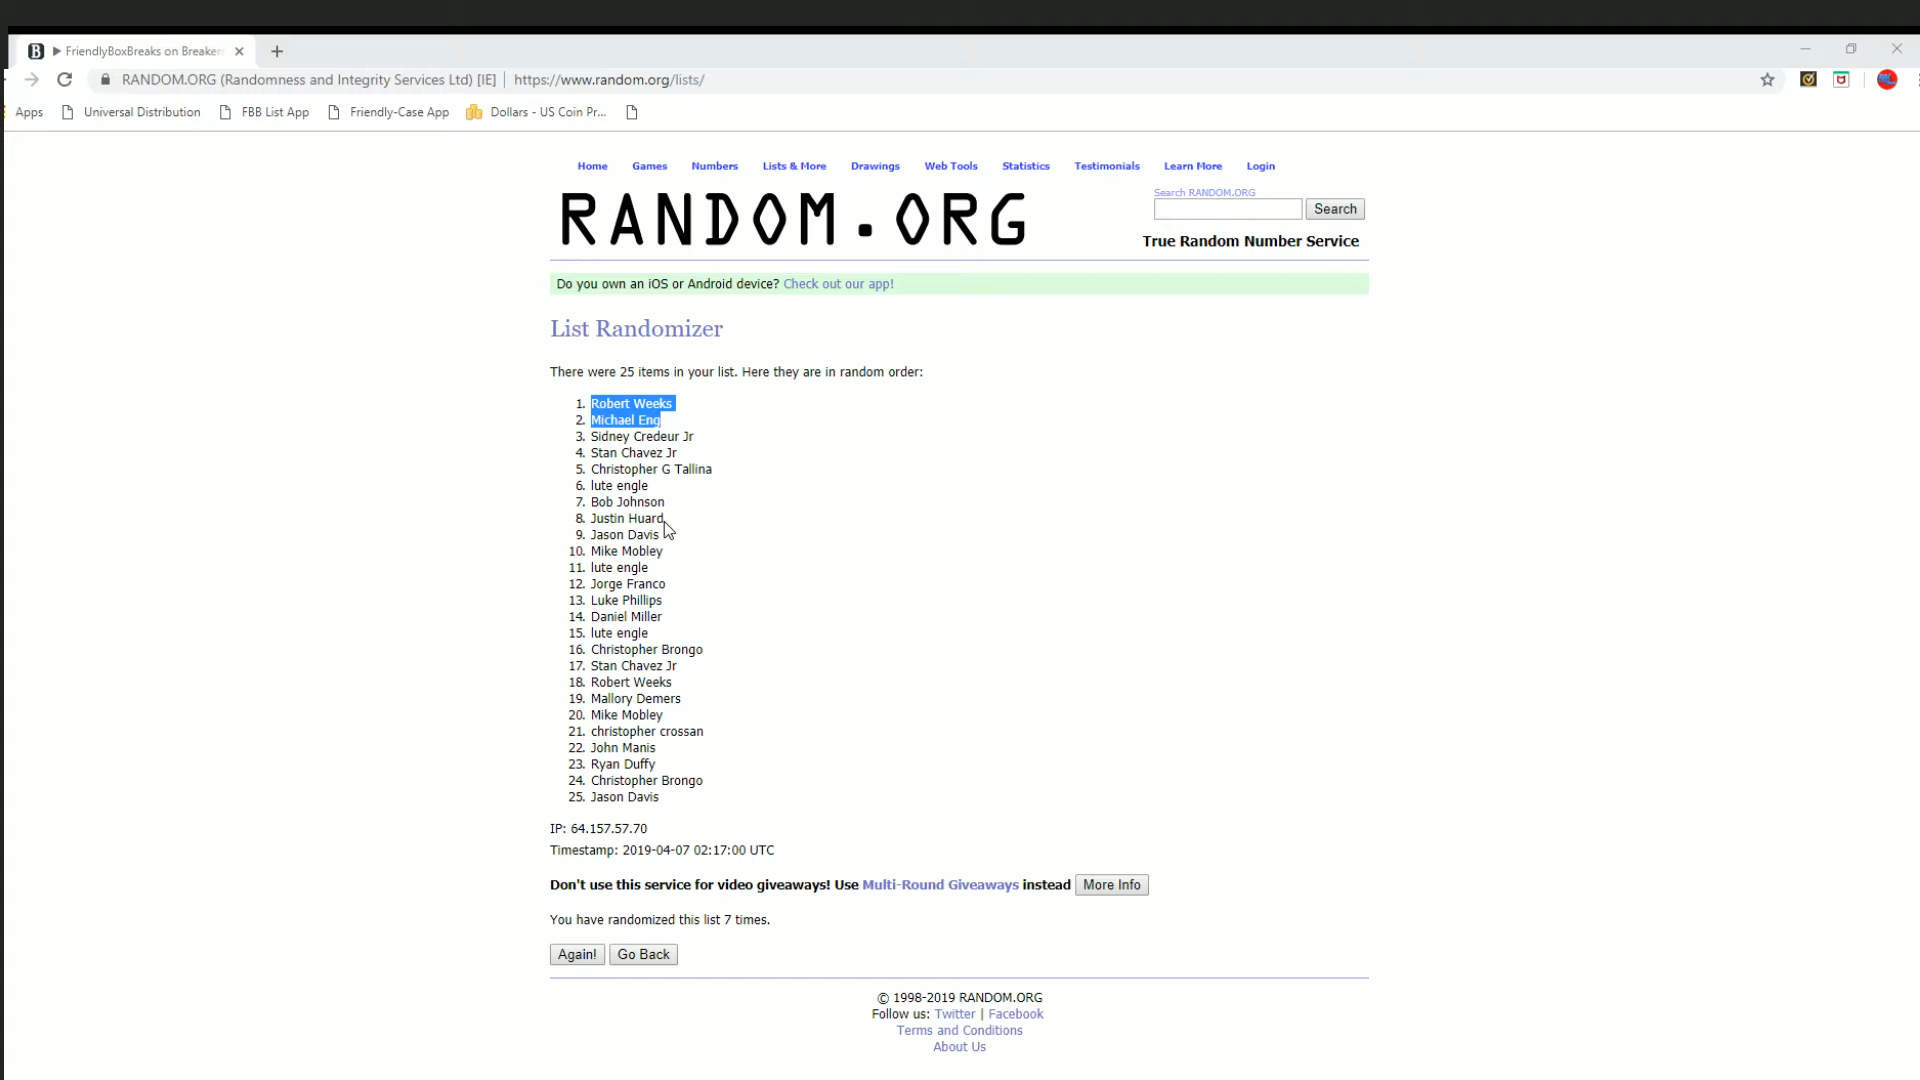 FriendlyBoxBreaks on Breaker
RANDOM.ORG (Randomness and Integrity Services Ltd) [IE] | https://www.random.org/lists/
Apps Universal Distribution FBB List App Friendly-Case App Dollars - US Coin Pr...
Home Games Numbers Lists & More Drawings Web Tools Statistics Testimonials Learn More Login
RANDOM.ORG
Search RANDOM.ORG
Search
True Random Number Service
Do you own an iOS or Android device? Check out our app!
List Randomizer
There were 25 items in your list. Here they are in random order:
1. Robert Weeks
2. Michael Eng
3. Sidney Credeur Jr
4. Stan Chavez Jr
5. Christopher G Tallina
6. lute engle
7. Bob Johnson
8. Justin Huard
9. Jason Davis
10. Mike Mobley
11. lute engle
12. Jorge Franco
13. Luke Phillips
14. Daniel Miller
15. lute engle
16. Christopher Brongo
17. Stan Chavez Jr
18. Robert Weeks
19. Mallory Demers
20. Mike Mobley
21. christopher crossan
22. John Manis
23. Ryan Duffy
24. Christopher Brongo
25. Jason Davis
IP: 64.157.57.70
Timestamp: 2019-04-07 02:17:00 UTC
Don't use this service for video giveaways! Use Multi-Round Giveaways instead More Info
You have randomized this list 7 times.
Again! Go Back
© 1998-2019 RANDOM.ORG
Follow us: Twitter | Facebook
Terms and Conditions
About Us